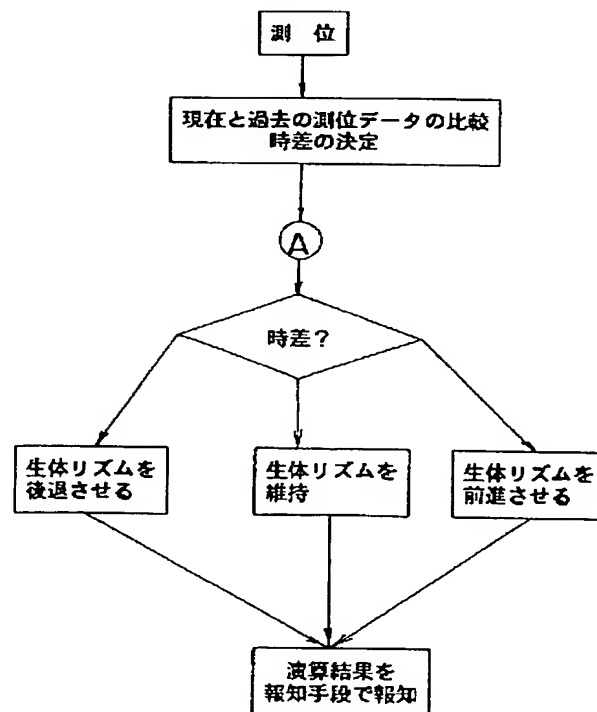 測 位
現在と過去の測位データの比較
時差の決定
A
時差?
生体リズムを
後退させる
生体リズムを
維持
生体リズムを
前進させる
演算結果を
報知手段で報知